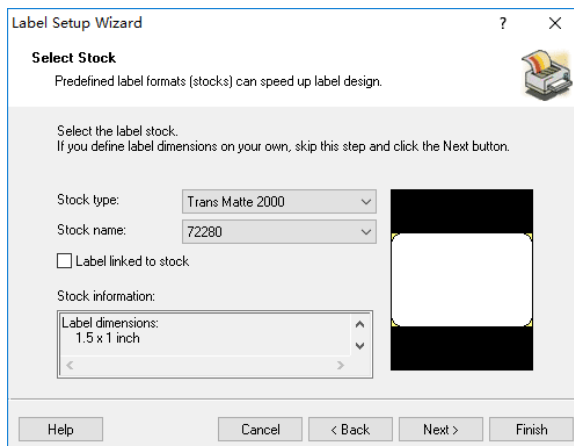 Label Setup Wizard
?
Select Stock
Predefined label formats (stocks) can speed up label design.
Select the label stock.
If you define label dimensions on your own, skip this step and click the Next button.
Stock type:
Trans Matte 2000
Stock name:
72280
Label linked to stock
Stock information:
Label dimensions:
1.5 x 1 inch
Help
Cancel
< Back
Next >
Finish